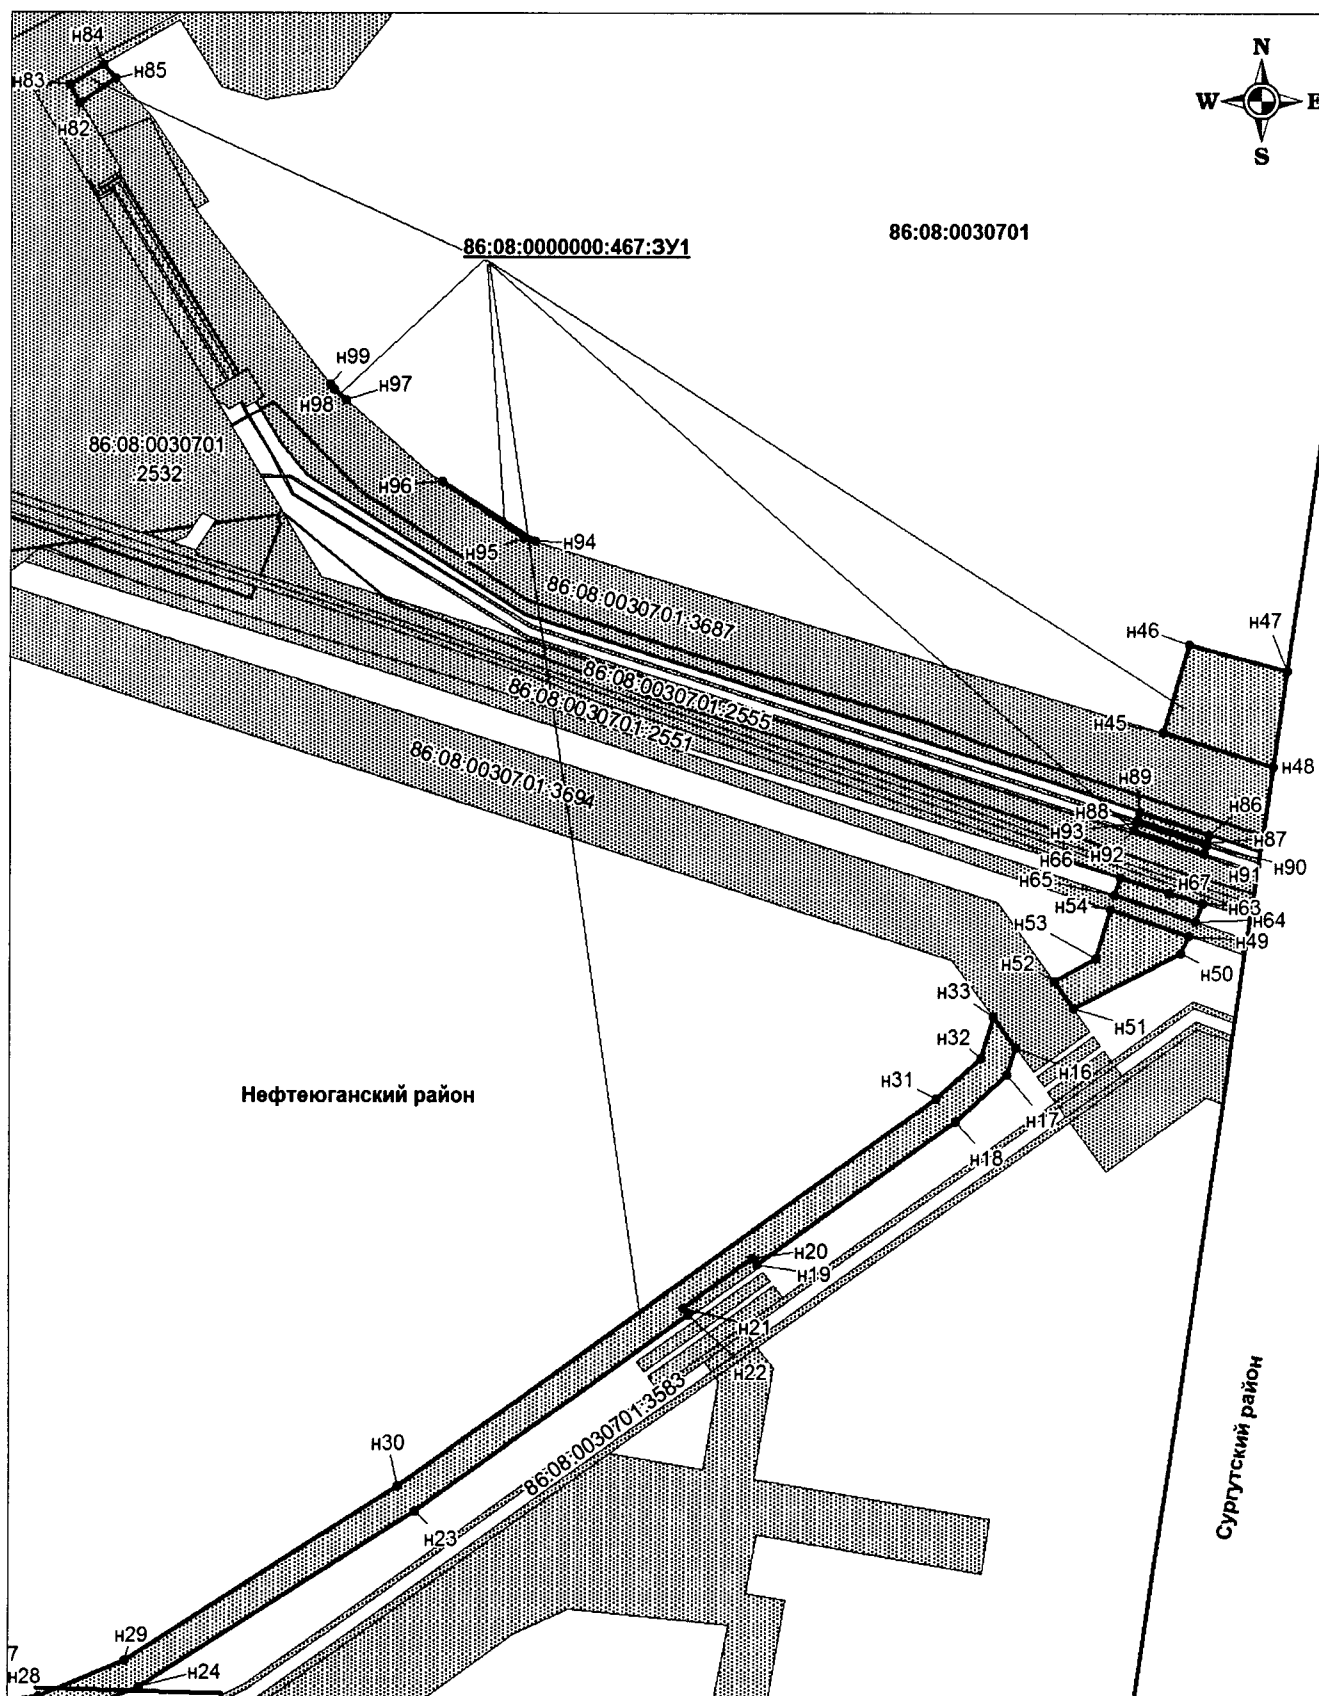 н84
N
н83
н85
W
E
н82
S
86:08:0000000:467:ЗУ1
86:08:0030701
н99
н97
н98
86:08:0030701
:2532
н96
н95
н94
86:08:0030701:3687
н46
н47
86:08:0030701:2555
86:08:0030701:2551
н45
86:08:0030701:3694
н48
н89
н88
н86
н93
н87
н92
н90
н66
н91
н65
н67
н54
н63
н64
н53
н49
н52
н50
н33
н51
н32
н16
н31
Нефтеюганский район
н17
н18
н20
н19
н21
н22
86:08:0030701:3583
Сургутский район
н30
н23
н29
7
н28
н24